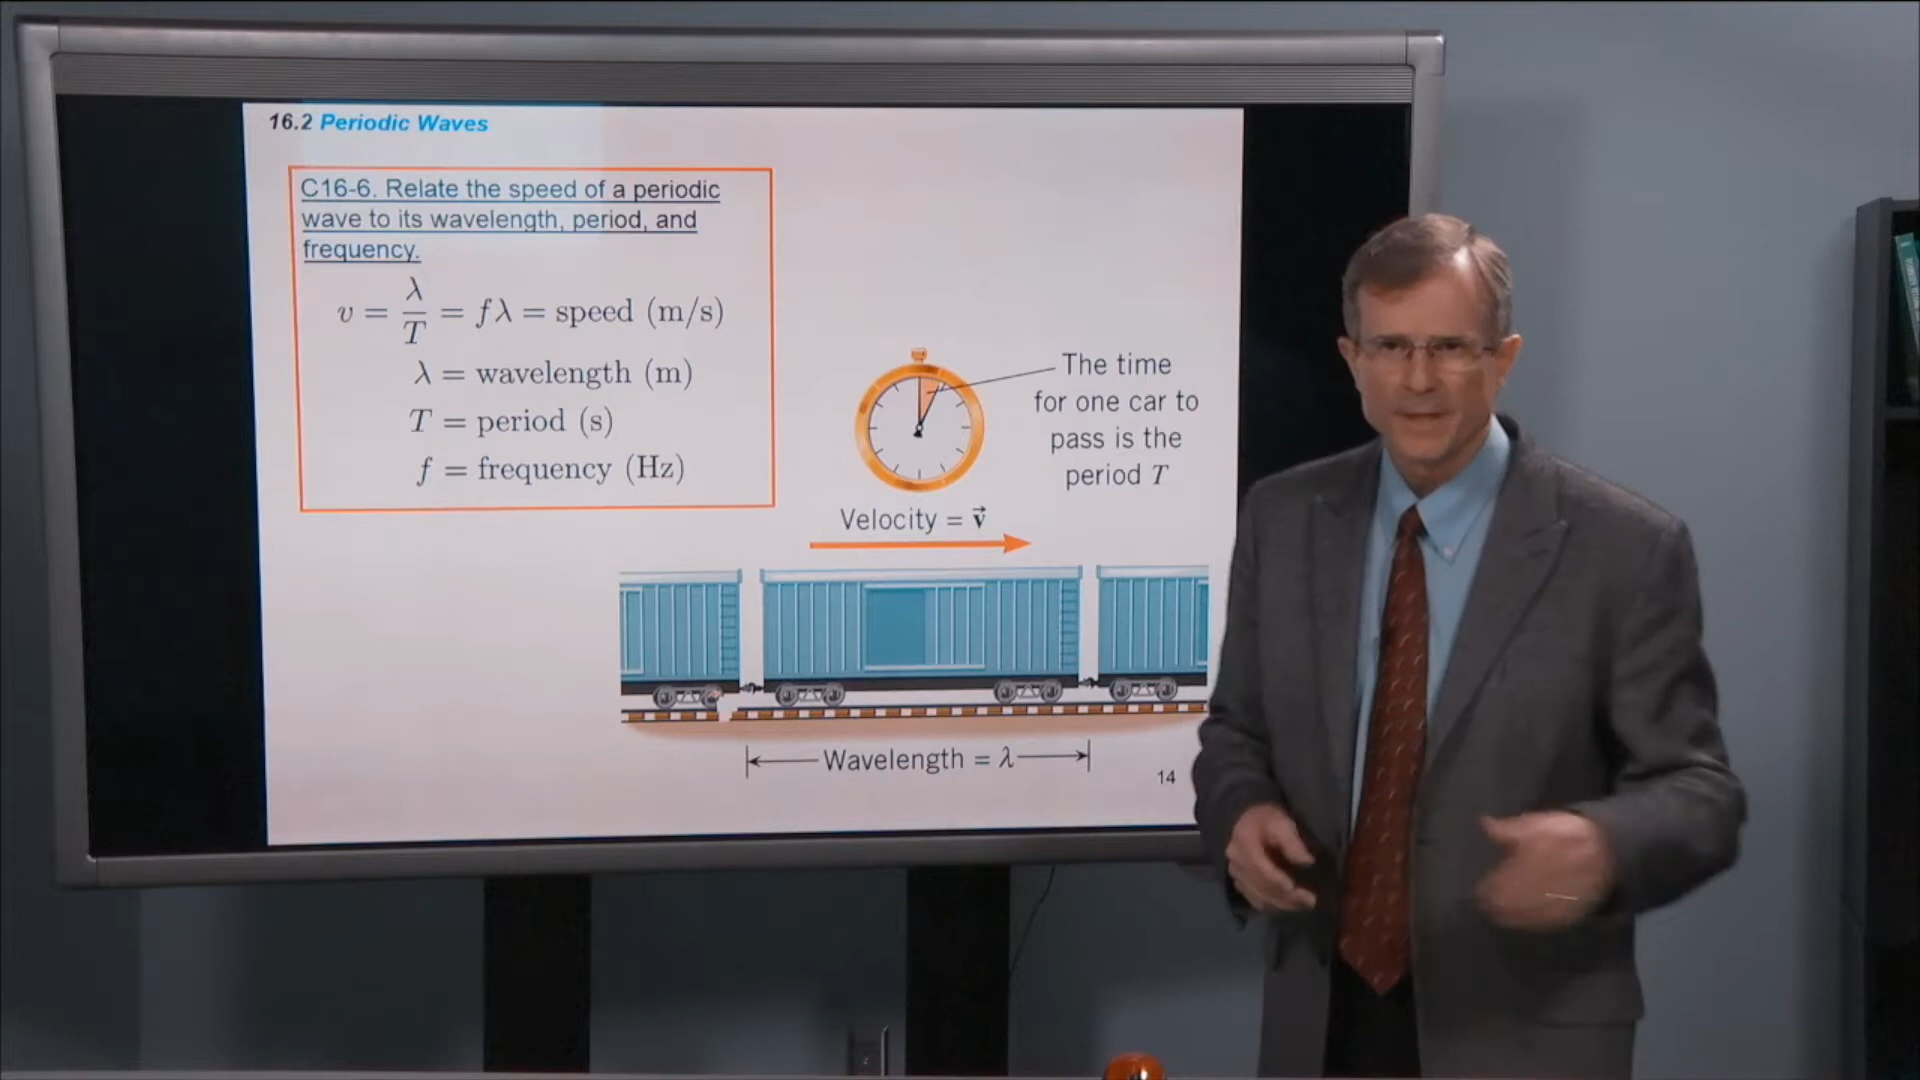 16.2 Periodic Waves
C16-6. Relate the speed of a periodic
wave to its wavelength, period, and
frequency.
v = λ/T = fλ = speed (m/s)
λ = wavelength (m)
T = period (s)
f = frequency (Hz)
The time
for one car to
pass is the
period T
Velocity = v⃗
Wavelength = λ
14